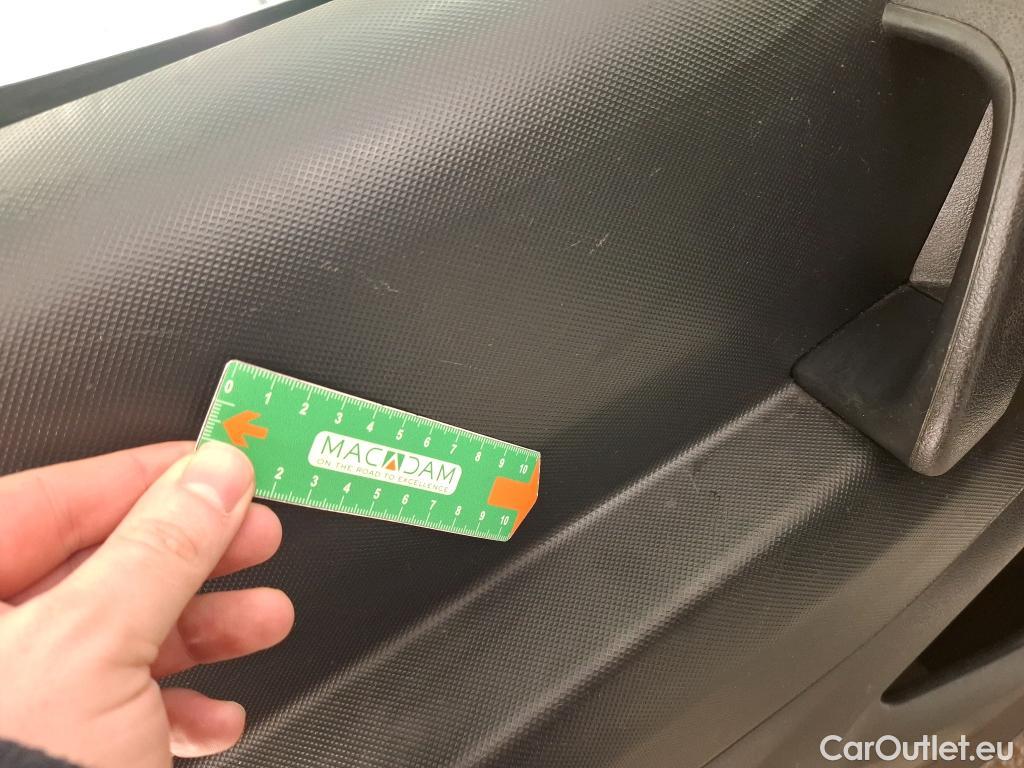 0 1 2 3 4 5 6 7 8 9 10
MACADAM
ON THE ROAD TO EXCELLENCE
2 3 4 5 6 7 8 9 10
CarOutlet.eu